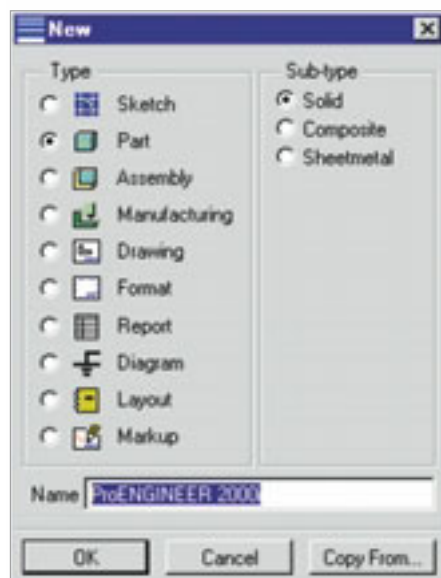 New
Type
Sketch
Part
Assembly
Manufacturing
Drawing
Format
Report
Diagram
Layout
Markup
Sub-type
Solid
Composite
Sheetmetal
Name ProENGINEER 2000i
OK Cancel Copy From...